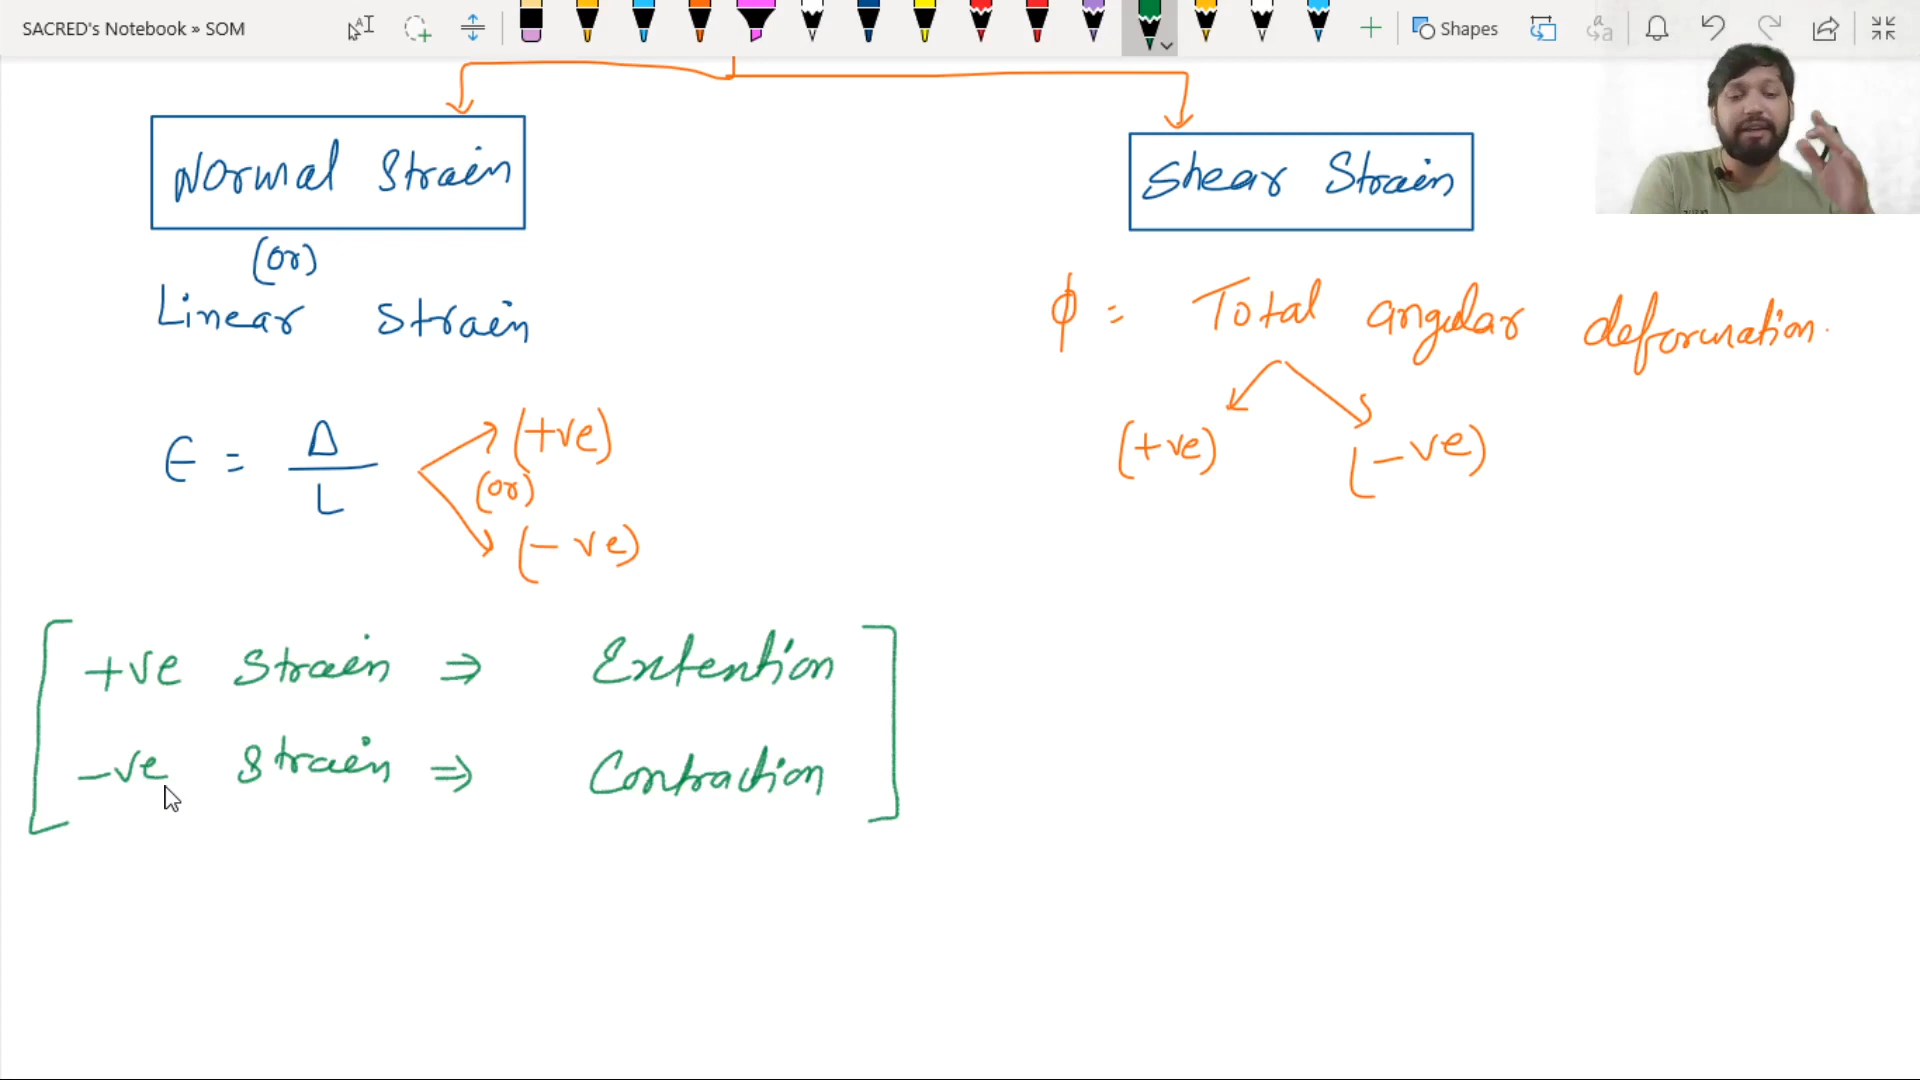 SACRED's Notebook » SOM
Shapes
Normal Strain
(or)
Linear Strain
ϵ = Δ / L
(+ve)
(or)
(-ve)
+ve Strain ⇒ Extention
-ve Strain ⇒ Contraction
Shear Strain
ϕ = Total angular deformation.
(+ve) (-ve)